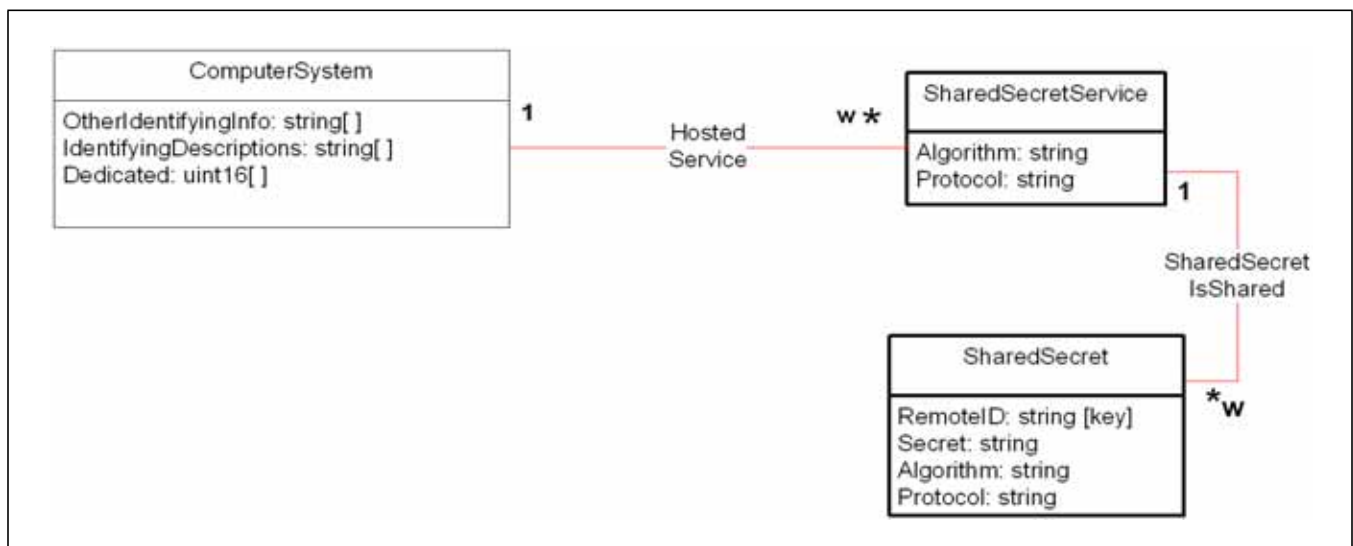 ComputerSystem
OtherIdentifyingInfo: string[ ]
IdentifyingDescriptions: string[ ]
Dedicated: uint16[ ]
1
Hosted
Service
w *
SharedSecretService
Algorithm: string
Protocol: string
1
SharedSecret
IsShared
*w
SharedSecret
RemoteID: string [key]
Secret: string
Algorithm: string
Protocol: string